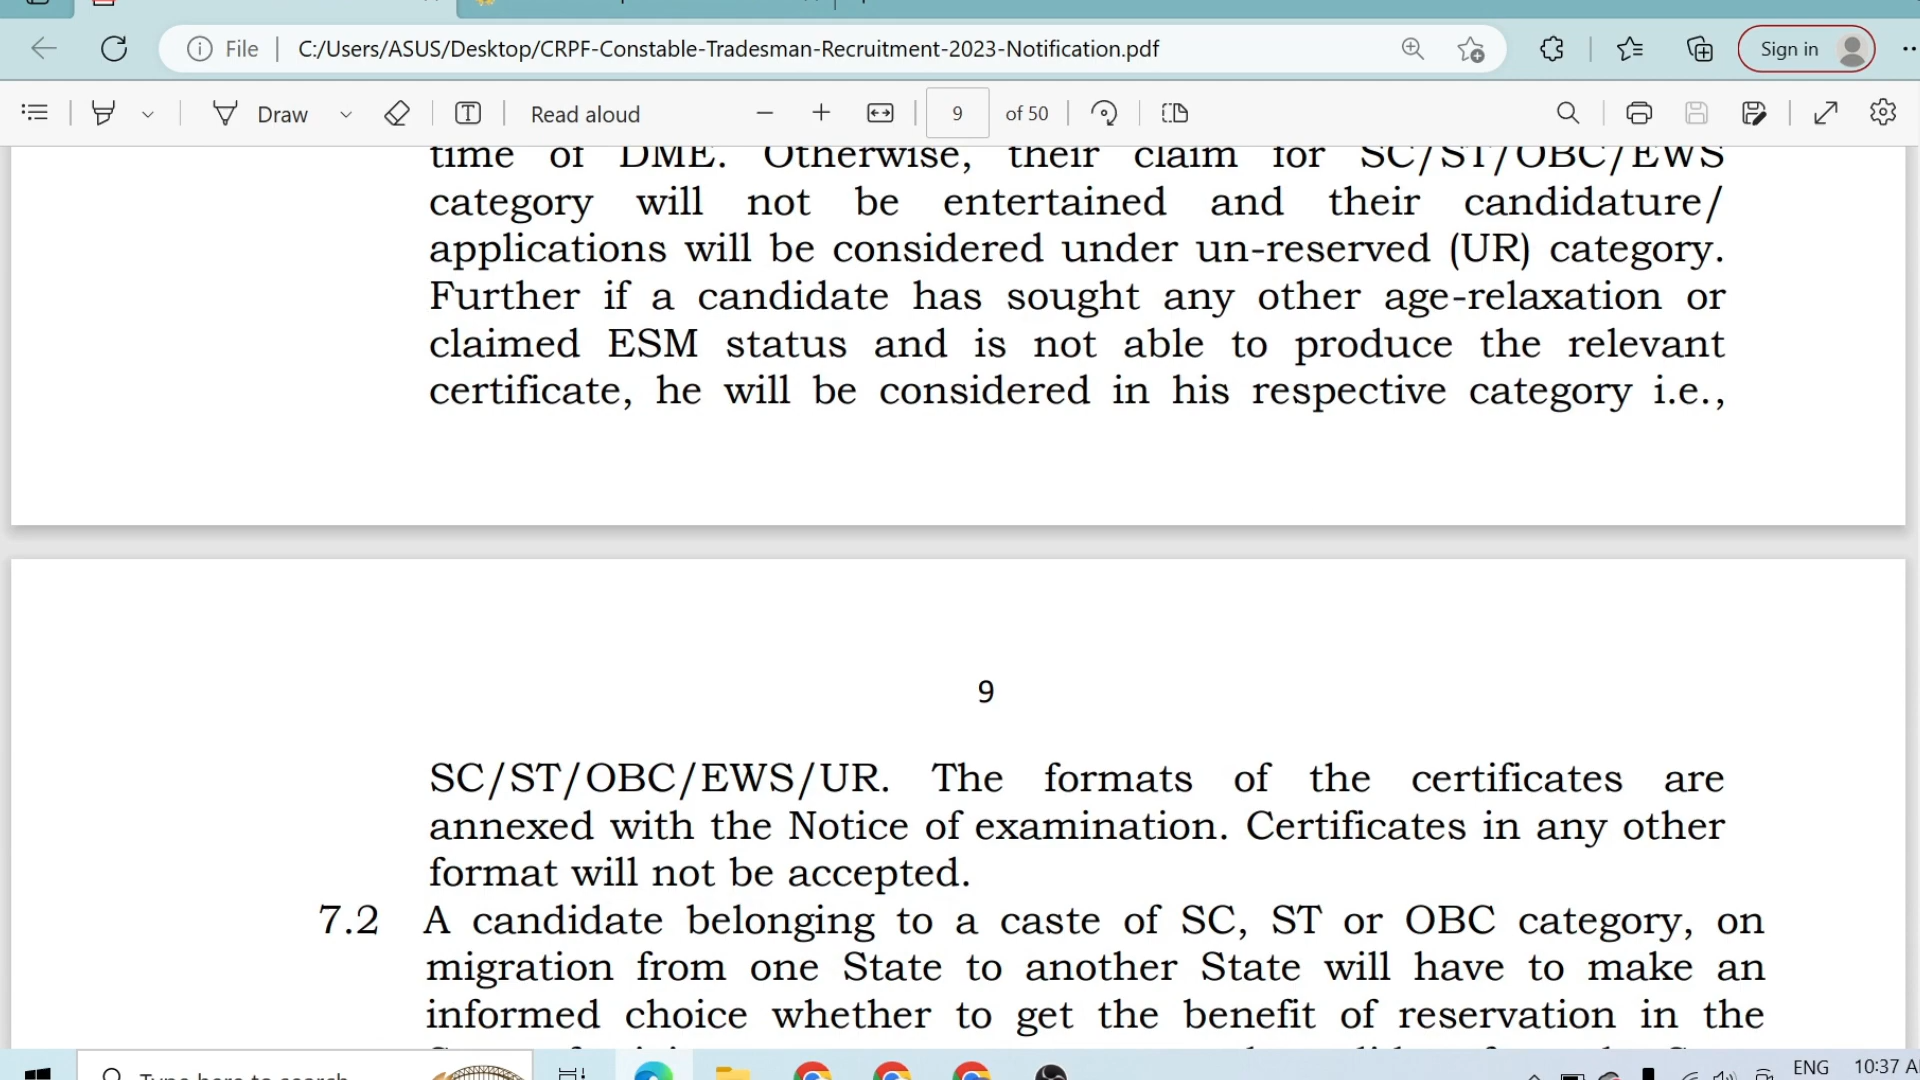 File
C:/Users/ASUS/Desktop/CRPF-Constable-Tradesman-Recruitment-2023-Notification.pdf
Sign in
Draw
Read aloud
9
of 50
time of DME. Otherwise, their claim for SC/ST/OBC/EWS
category will not be entertained and their candidature/
applications will be considered under un-reserved (UR) category.
Further if a candidate has sought any other age-relaxation or
claimed ESM status and is not able to produce the relevant
certificate, he will be considered in his respective category i.e.,
9
SC/ST/OBC/EWS/UR. The formats of the certificates are
annexed with the Notice of examination. Certificates in any other
format will not be accepted.
7.2 A candidate belonging to a caste of SC, ST or OBC category, on
migration from one State to another State will have to make an
informed choice whether to get the benefit of reservation in the
Type here to search
ENG
10:37